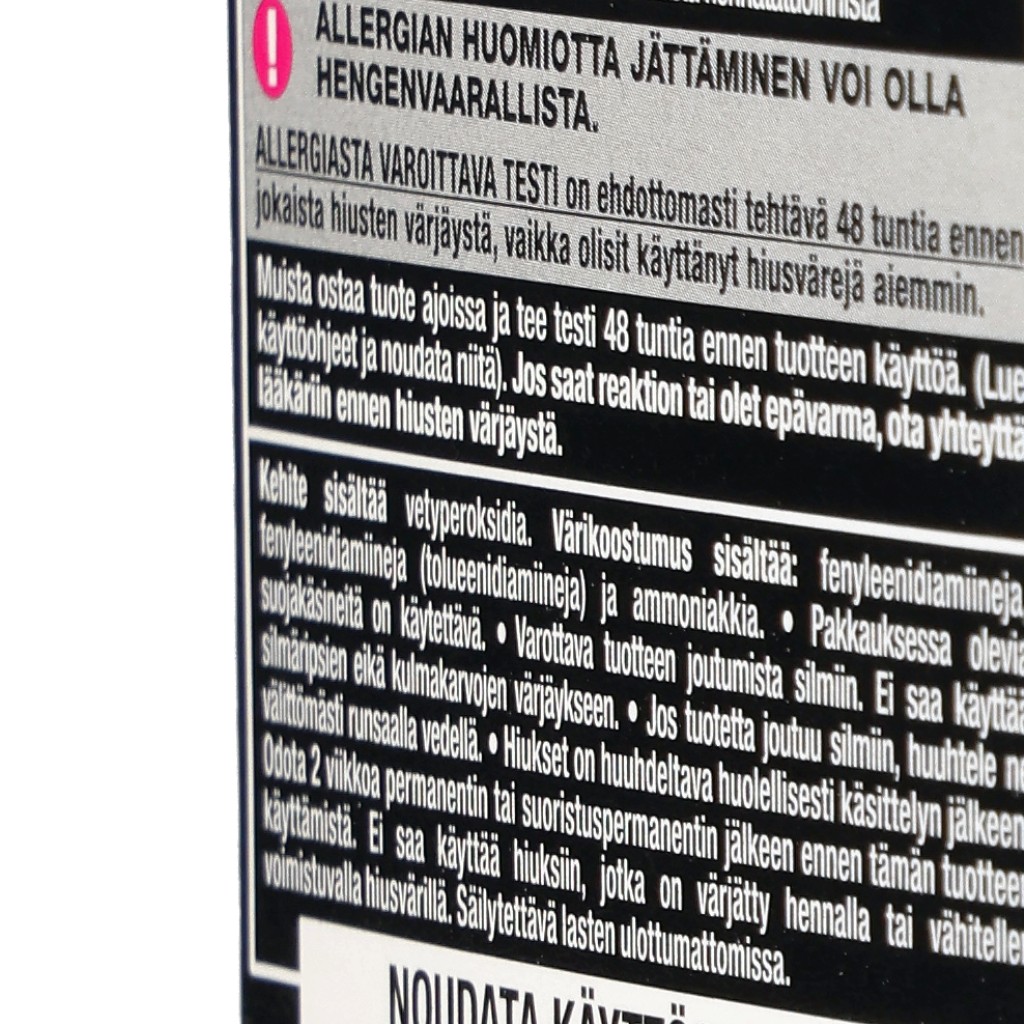 ALLERGIAN HUOMIOTTA JÄTTÄMINEN VOI OLLA
HENGENVAARALLISTA.
ALLERGIASTA VAROITTAVA TESTI on ehdottomasti tehtävä 48 tuntia ennen
jokaista hiusten värjäystä, vaikka olisit käyttänyt hiusvärejä aiemmin.
Muista ostaa tuote ajoissa ja tee testi 48 tuntia ennen tuotteen käyttöä. (Lue
käyttöohjeet ja noudata niitä). Jos saat reaktion tai olet epävarma, ota yhteyttä
lääkäriin ennen hiusten värjäystä.
Kehite sisältää vetyperoksidia. Värikoostumus sisältää: fenyleenidiamiineja,
fenyleenidiamiineja (tolueenidiamiineja) ja ammoniakkia. • Pakkauksessa olevia
suojakäsineitä on käytettävä. • Varottava tuotteen joutumista silmiin. Ei saa käyttää
silmäripsien eikä kulmakarvojen värjäykseen. • Jos tuotetta joutuu silmiin, huuhtele ne
välittömästi runsaalla vedellä. • Hiukset on huuhdeltava huolellisesti käsittelyn jälkeen.
Odota 2 viikkoa permanentin tai suoristuspermanentin jälkeen ennen tämän tuotteen
käyttämistä. Ei saa käyttää hiuksiin, jotka on värjätty hennalla tai vähitellen
voimistuvalla hiusvärillä. Säilytettävä lasten ulottumattomissa.
NOUDATA